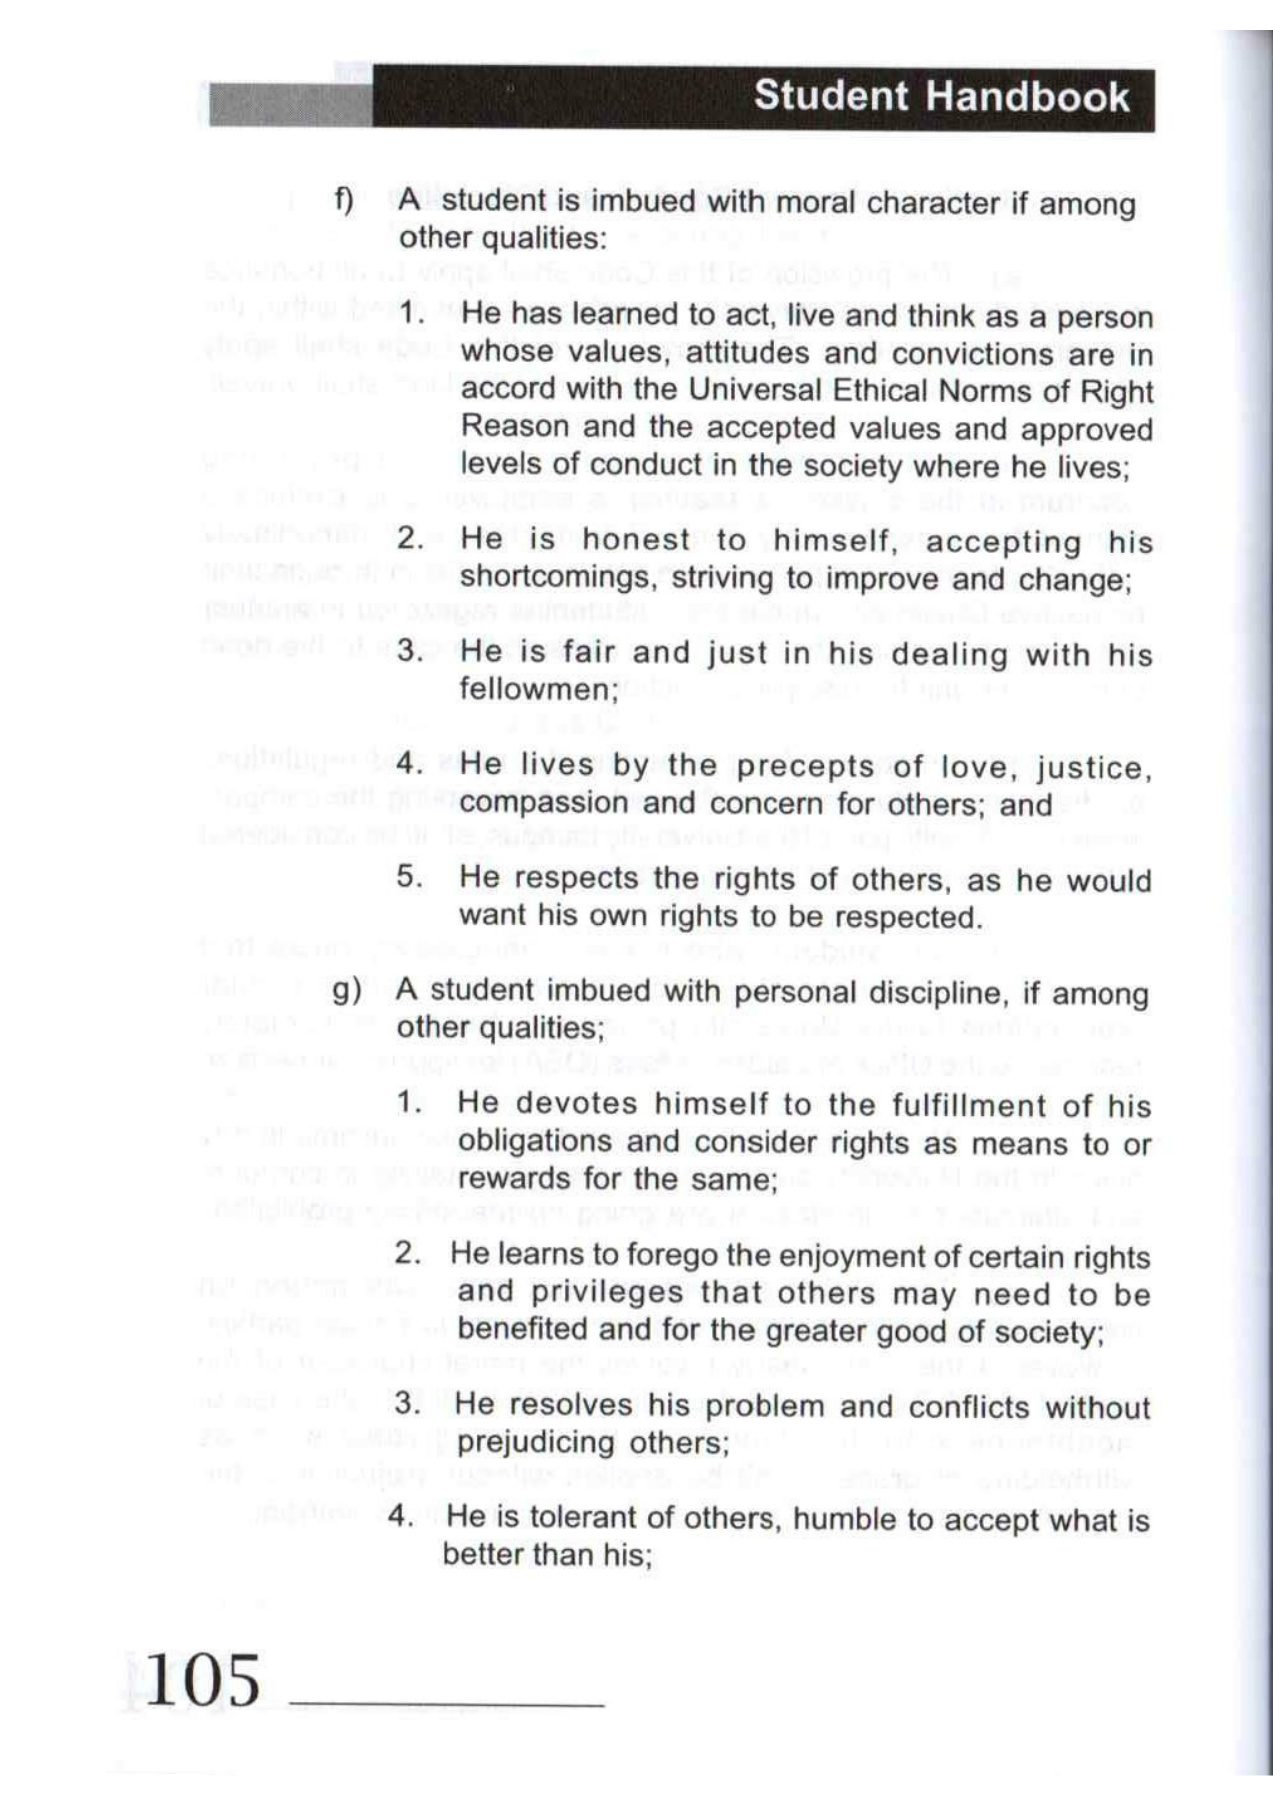 Student Handbook
f) A student is imbued with moral character if among
other qualities:
1. He has learned to act, live and think as a person
whose values, attitudes and convictions are in
accord with the Universal Ethical Norms of Right
Reason and the accepted values and approved
levels of conduct in the society where he lives;
2. He is honest to himself, accepting his
shortcomings, striving to improve and change;
3. He is fair and just in his dealing with his
fellowmen;
4. He lives by the precepts of love, justice,
compassion and concern for others; and
5. He respects the rights of others, as he would
want his own rights to be respected.
g) A student imbued with personal discipline, if among
other qualities;
1. He devotes himself to the fulfillment of his
obligations and consider rights as means to or
rewards for the same;
2. He learns to forego the enjoyment of certain rights
and privileges that others may need to be
benefited and for the greater good of society;
3. He resolves his problem and conflicts without
prejudicing others;
4. He is tolerant of others, humble to accept what is
better than his;
105